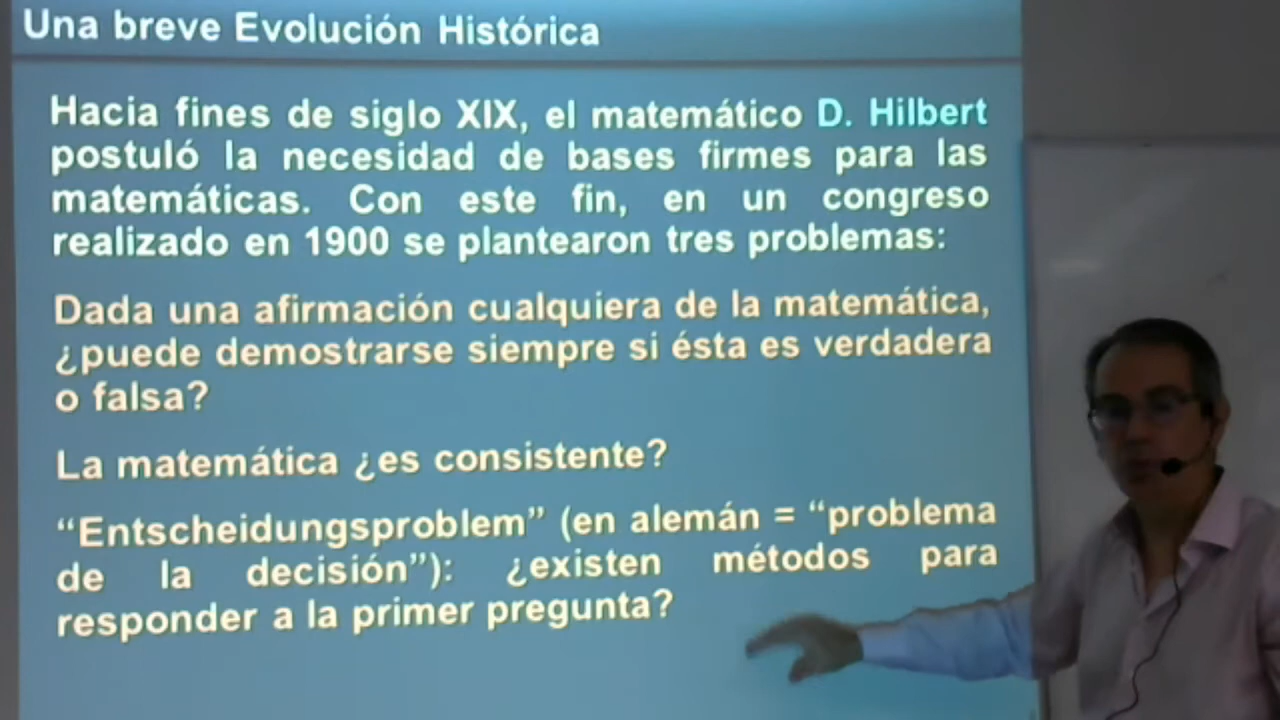 Una breve Evolución Histórica
Hacia fines de siglo XIX, el matemático D. Hilbert
postuló la necesidad de bases firmes para las
matemáticas. Con este fin, en un congreso
realizado en 1900 se plantearon tres problemas:
Dada una afirmación cualquiera de la matemática,
¿puede demostrarse siempre si ésta es verdadera
o falsa?
La matemática ¿es consistente?
“Entscheidungsproblem” (en alemán = “problema
de la decisión”): ¿existen métodos para
responder a la primer pregunta?